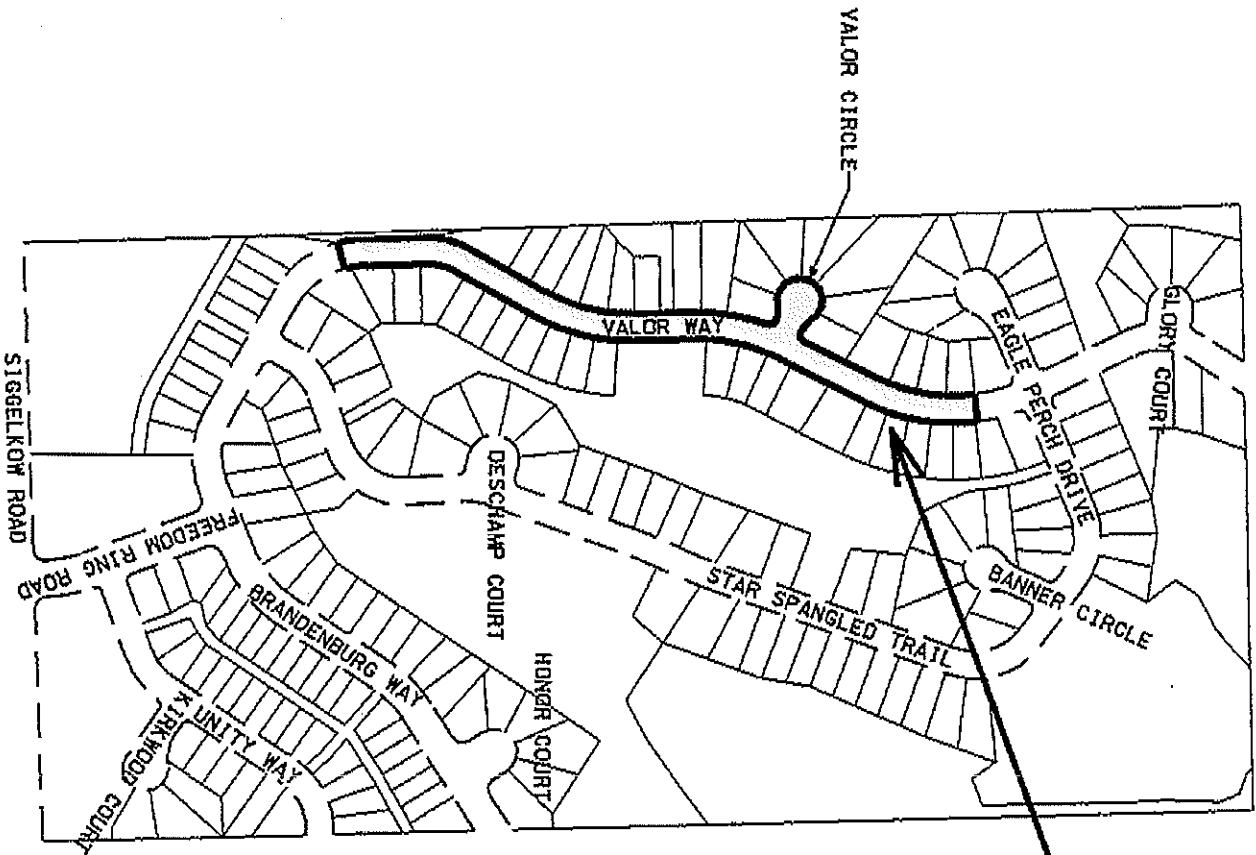 VALOR CIRCLE
GLORY COURT
EAGLE PERCH DRIVE
VALOR WAY
DESCHAMP COURT
STAR SPANGLED TRAIL
BANNER CIRCLE
SIGGELKOW ROAD
FREEDOM RING ROAD
BRANDENBURG WAY
HONOR COURT
UNITY WAY
KIRKWOOD COURT